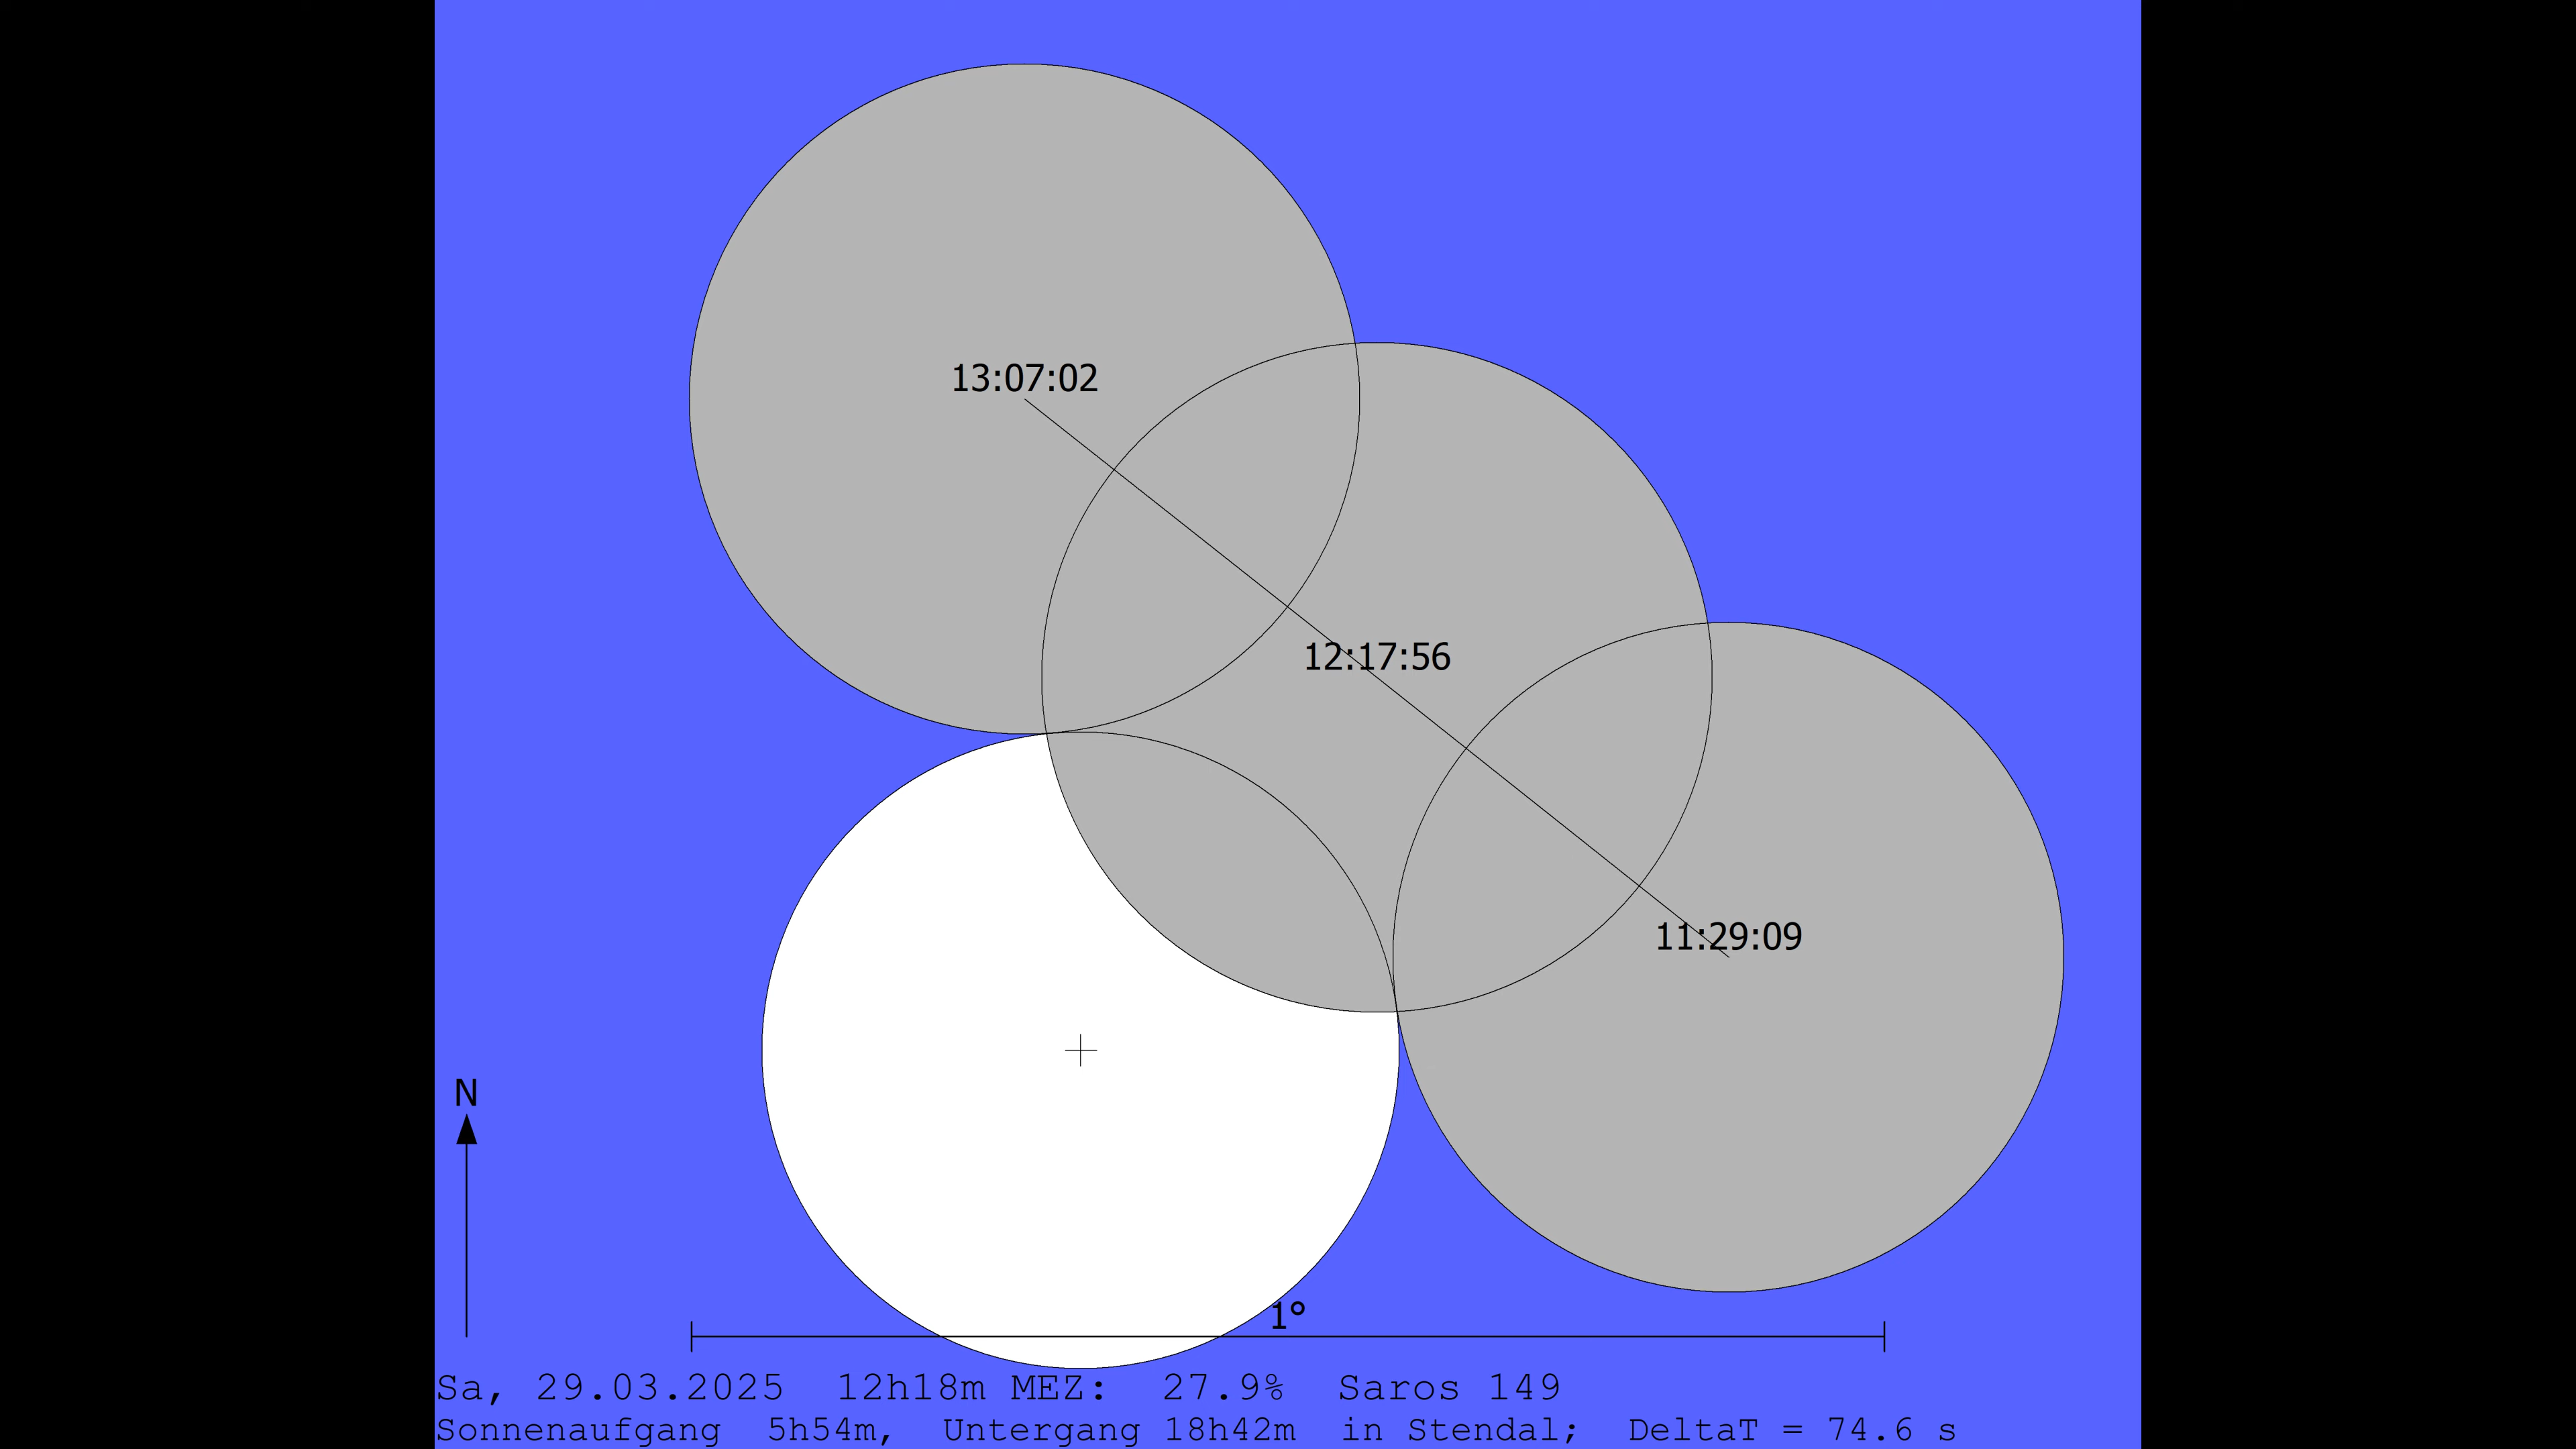 13:07:02
12:17:56
11:29:09
N
1°
Sa, 29.03.2025 12h18m MEZ: 27.9% Saros 149
Sonnenaufgang 5h54m, Untergang 18h42m in Stendal; DeltaT = 74.6 s